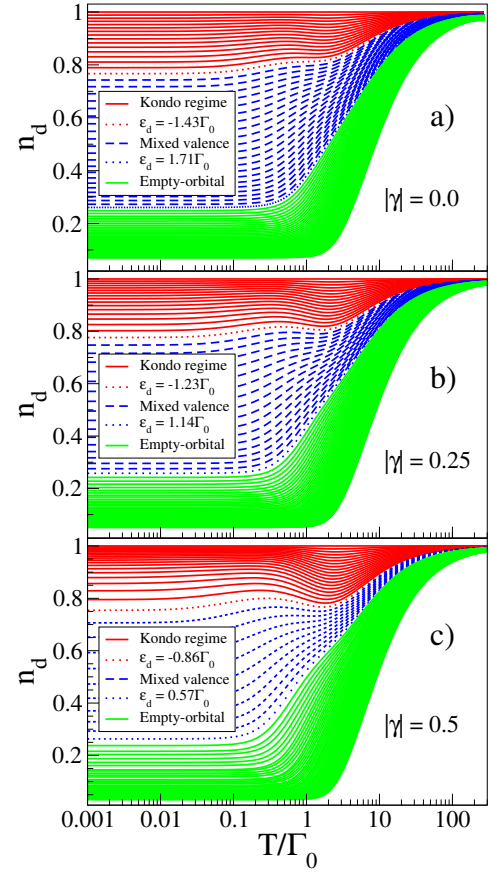 1
0.8
0.6
0.4
0.2
n_d
Kondo regime
ε_d = -1.43Γ_0
Mixed valence
ε_d = 1.71Γ_0
Empty-orbital
a)
|γ| = 0.0
1
0.8
0.6
0.4
0.2
n_d
Kondo regime
ε_d = -1.23Γ_0
Mixed valence
ε_d = 1.14Γ_0
Empty-orbital
b)
|γ| = 0.25
1
0.8
0.6
0.4
0.2
n_d
Kondo regime
ε_d = -0.86Γ_0
Mixed valence
ε_d = 0.57Γ_0
Empty-orbital
c)
|γ| = 0.5
0.001 0.01 0.1 1 10 100
T/Γ_0